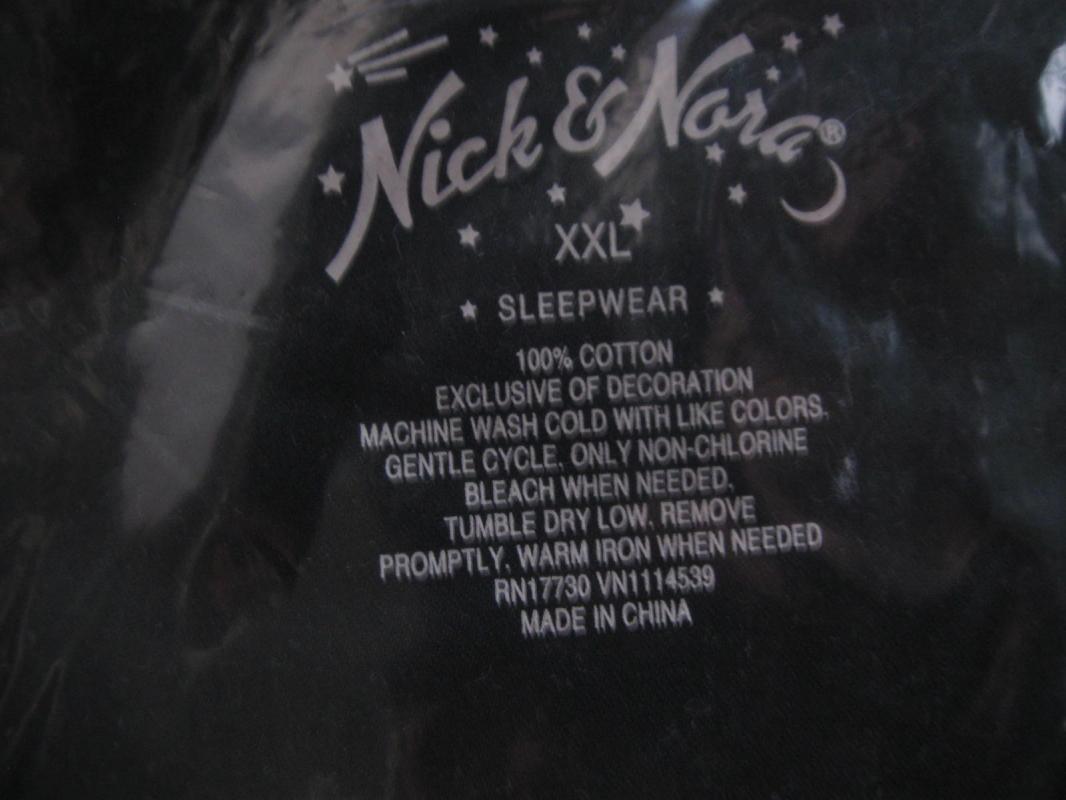 Nick & Nora®
XXL
SLEEPWEAR
100% COTTON
EXCLUSIVE OF DECORATION
MACHINE WASH COLD WITH LIKE COLORS.
GENTLE CYCLE. ONLY NON-CHLORINE
BLEACH WHEN NEEDED.
TUMBLE DRY LOW. REMOVE
PROMPTLY. WARM IRON WHEN NEEDED
RN17730 VN1114539
MADE IN CHINA